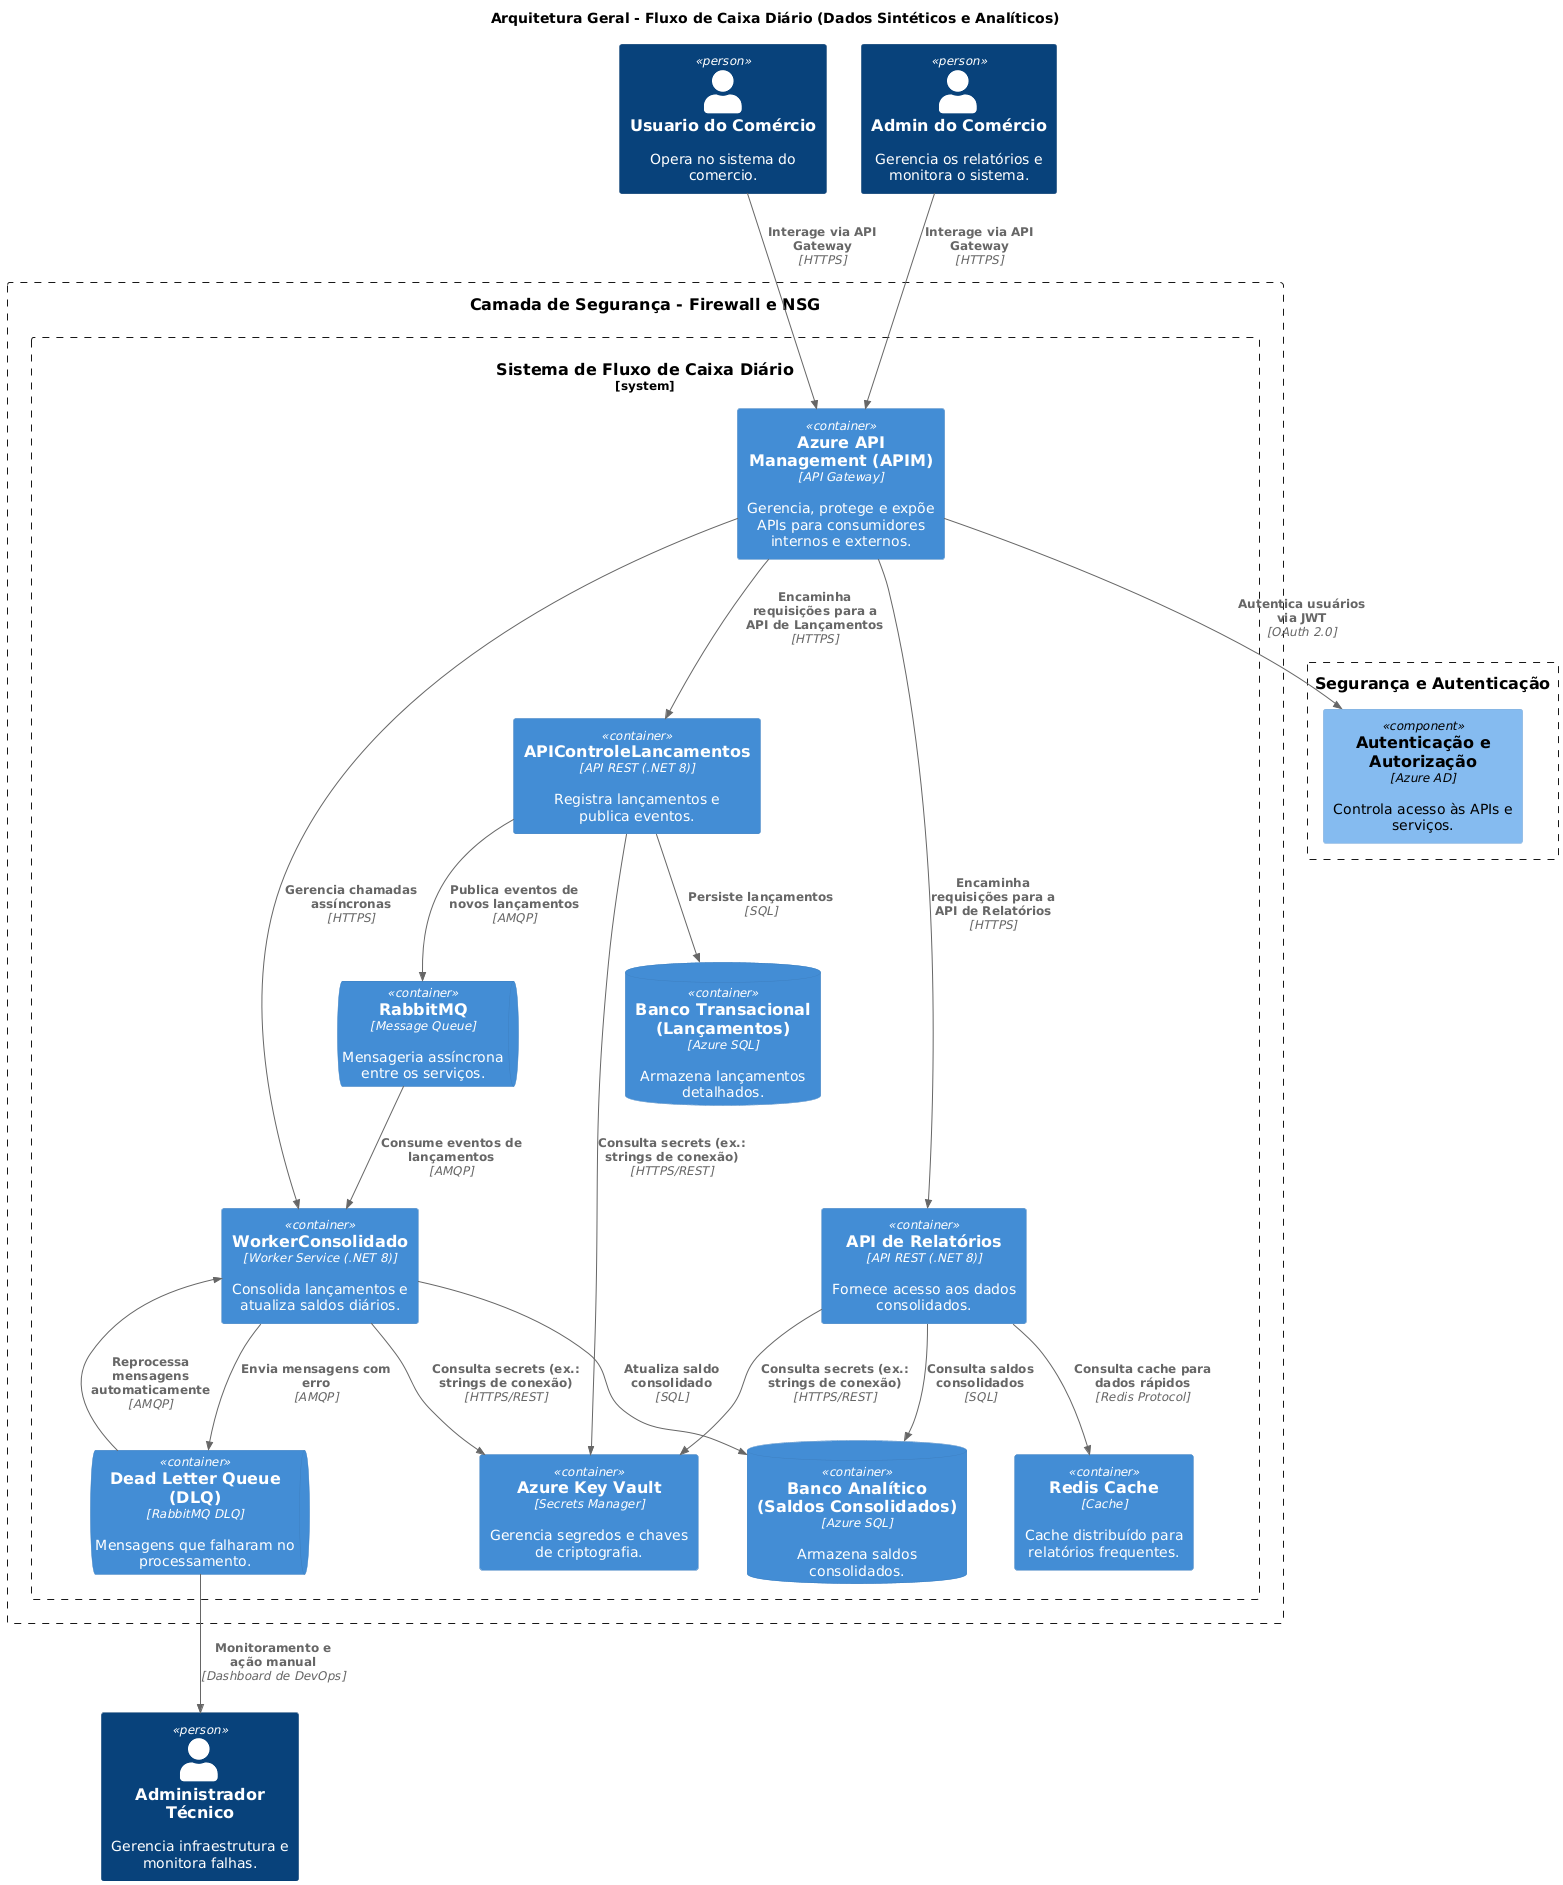 Arquitetura Geral - Fluxo de Caixa Diário (Dados Sintéticos e Analíticos)
«person»
Usuario do Comércio
Opera no sistema do
comercio.
«person»
Admin do Comércio
Gerencia os relatórios e
monitora o sistema.
Interage via API
Gateway
[HTTPS]
Interage via API
Gateway
[HTTPS]
Camada de Segurança - Firewall e NSG
Sistema de Fluxo de Caixa Diário
[system]
«container»
Azure API
Management (APIM)
[API Gateway]
Gerencia, protege e expõe
APIs para consumidores
internos e externos.
Encaminha
requisições para a
API de Lançamentos
[HTTPS]
Autentica usuários
via JWT
[OAuth 2.0]
Segurança e Autenticação
«component»
Autenticação e
Autorização
[Azure AD]
Controla acesso às APIs e
serviços.
«container»
APIControleLancamentos
[API REST (.NET 8)]
Registra lançamentos e
publica eventos.
Gerencia chamadas
assíncronas
[HTTPS]
Publica eventos de
novos lançamentos
[AMQP]
Persiste lançamentos
[SQL]
Encaminha
requisições para a
API de Relatórios
[HTTPS]
«container»
RabbitMQ
[Message Queue]
Mensageria assíncrona
entre os serviços.
«container»
Banco Transacional
(Lançamentos)
[Azure SQL]
Armazena lançamentos
detalhados.
Consume eventos de
lançamentos
[AMQP]
Consulta secrets (ex.:
strings de conexão)
[HTTPS/REST]
«container»
WorkerConsolidado
[Worker Service (.NET 8)]
Consolida lançamentos e
atualiza saldos diários.
«container»
API de Relatórios
[API REST (.NET 8)]
Fornece acesso aos dados
consolidados.
Reprocessa
mensagens
automaticamente
[AMQP]
Envia mensagens com
erro
[AMQP]
Consulta secrets (ex.:
strings de conexão)
[HTTPS/REST]
Atualiza saldo
consolidado
[SQL]
Consulta secrets (ex.:
strings de conexão)
[HTTPS/REST]
Consulta saldos
consolidados
[SQL]
Consulta cache para
dados rápidos
[Redis Protocol]
«container»
Dead Letter Queue
(DLQ)
[RabbitMQ DLQ]
Mensagens que falharam no
processamento.
«container»
Azure Key Vault
[Secrets Manager]
Gerencia segredos e chaves
de criptografia.
«container»
Banco Analítico
(Saldos Consolidados)
[Azure SQL]
Armazena saldos
consolidados.
«container»
Redis Cache
[Cache]
Cache distribuído para
relatórios frequentes.
Monitoramento e
ação manual
[Dashboard de DevOps]
«person»
Administrador
Técnico
Gerencia infraestrutura e
monitora falhas.